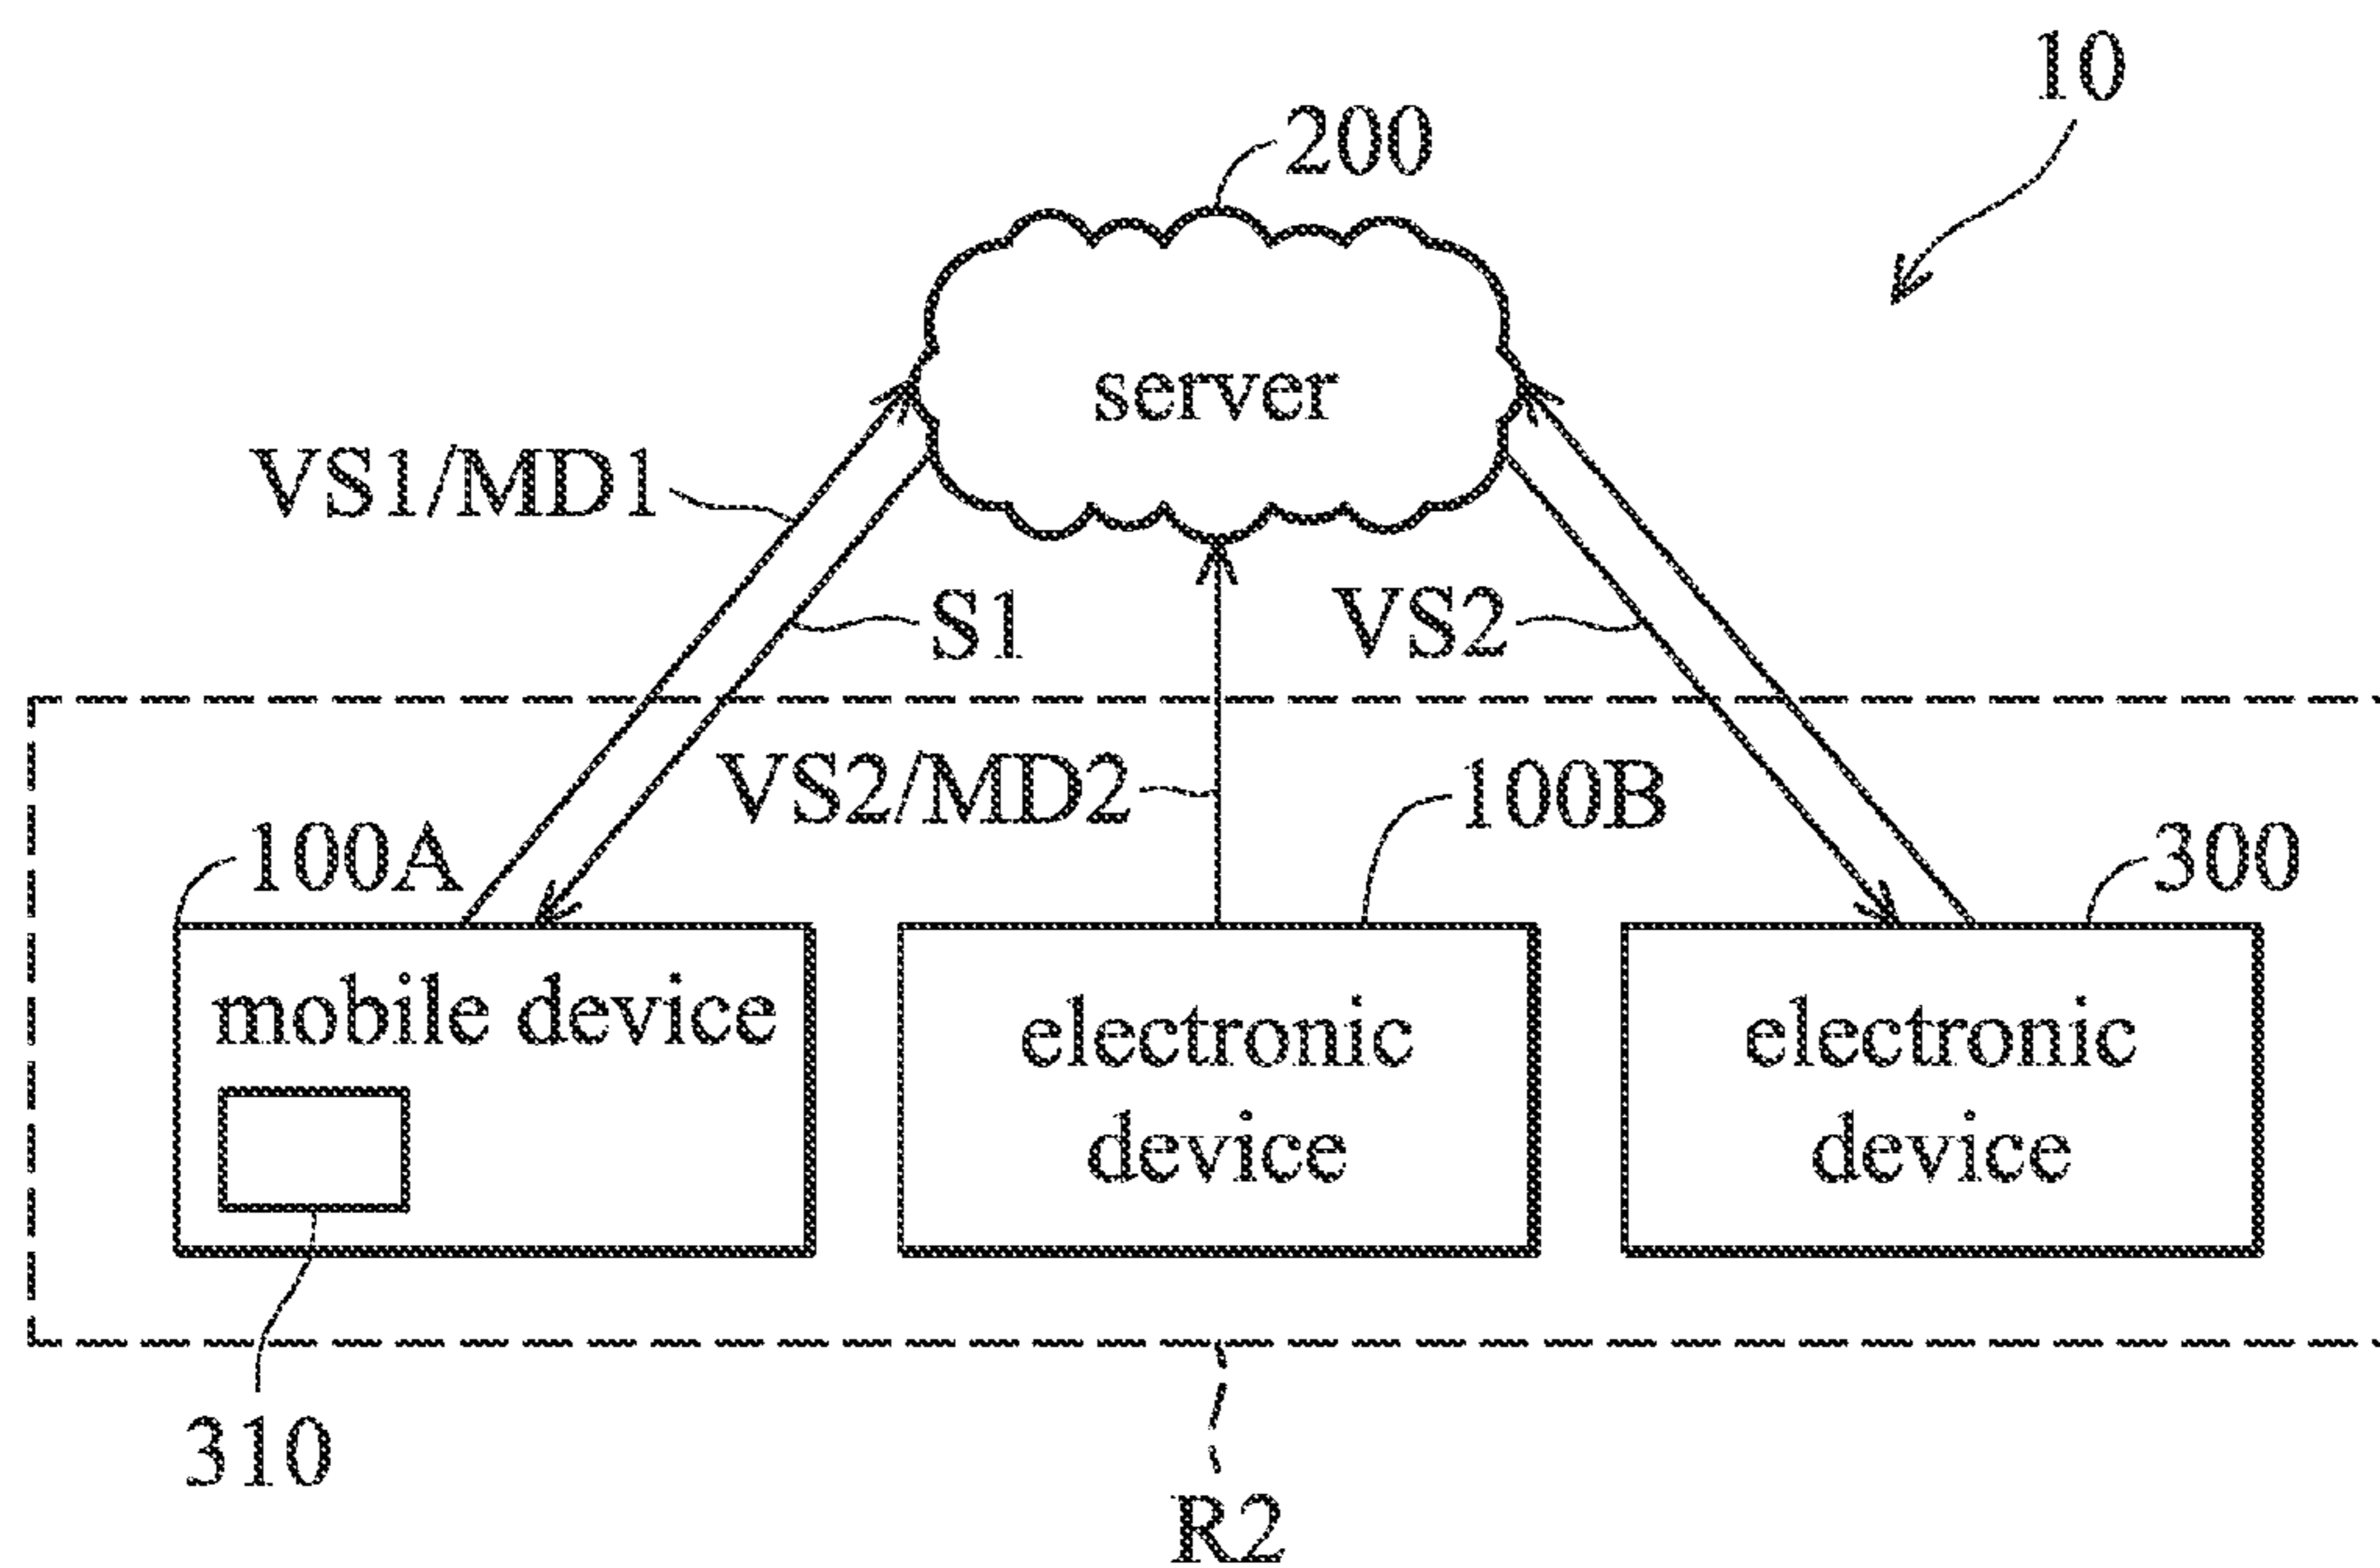 10
200
server
VS1/MD1
S1
VS2
VS2/MD2
100B
100A
300
mobile device
electronic
device
electronic
device
310
R2